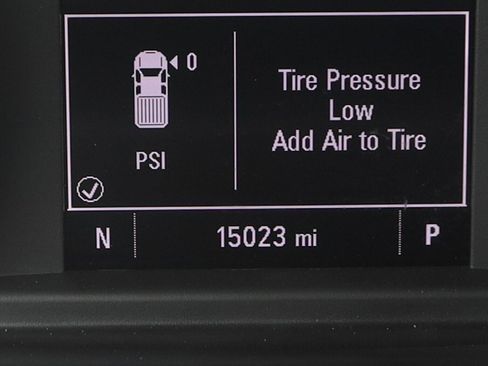 0
Tire Pressure
Low
Add Air to Tire
PSI
N 15023 mi P